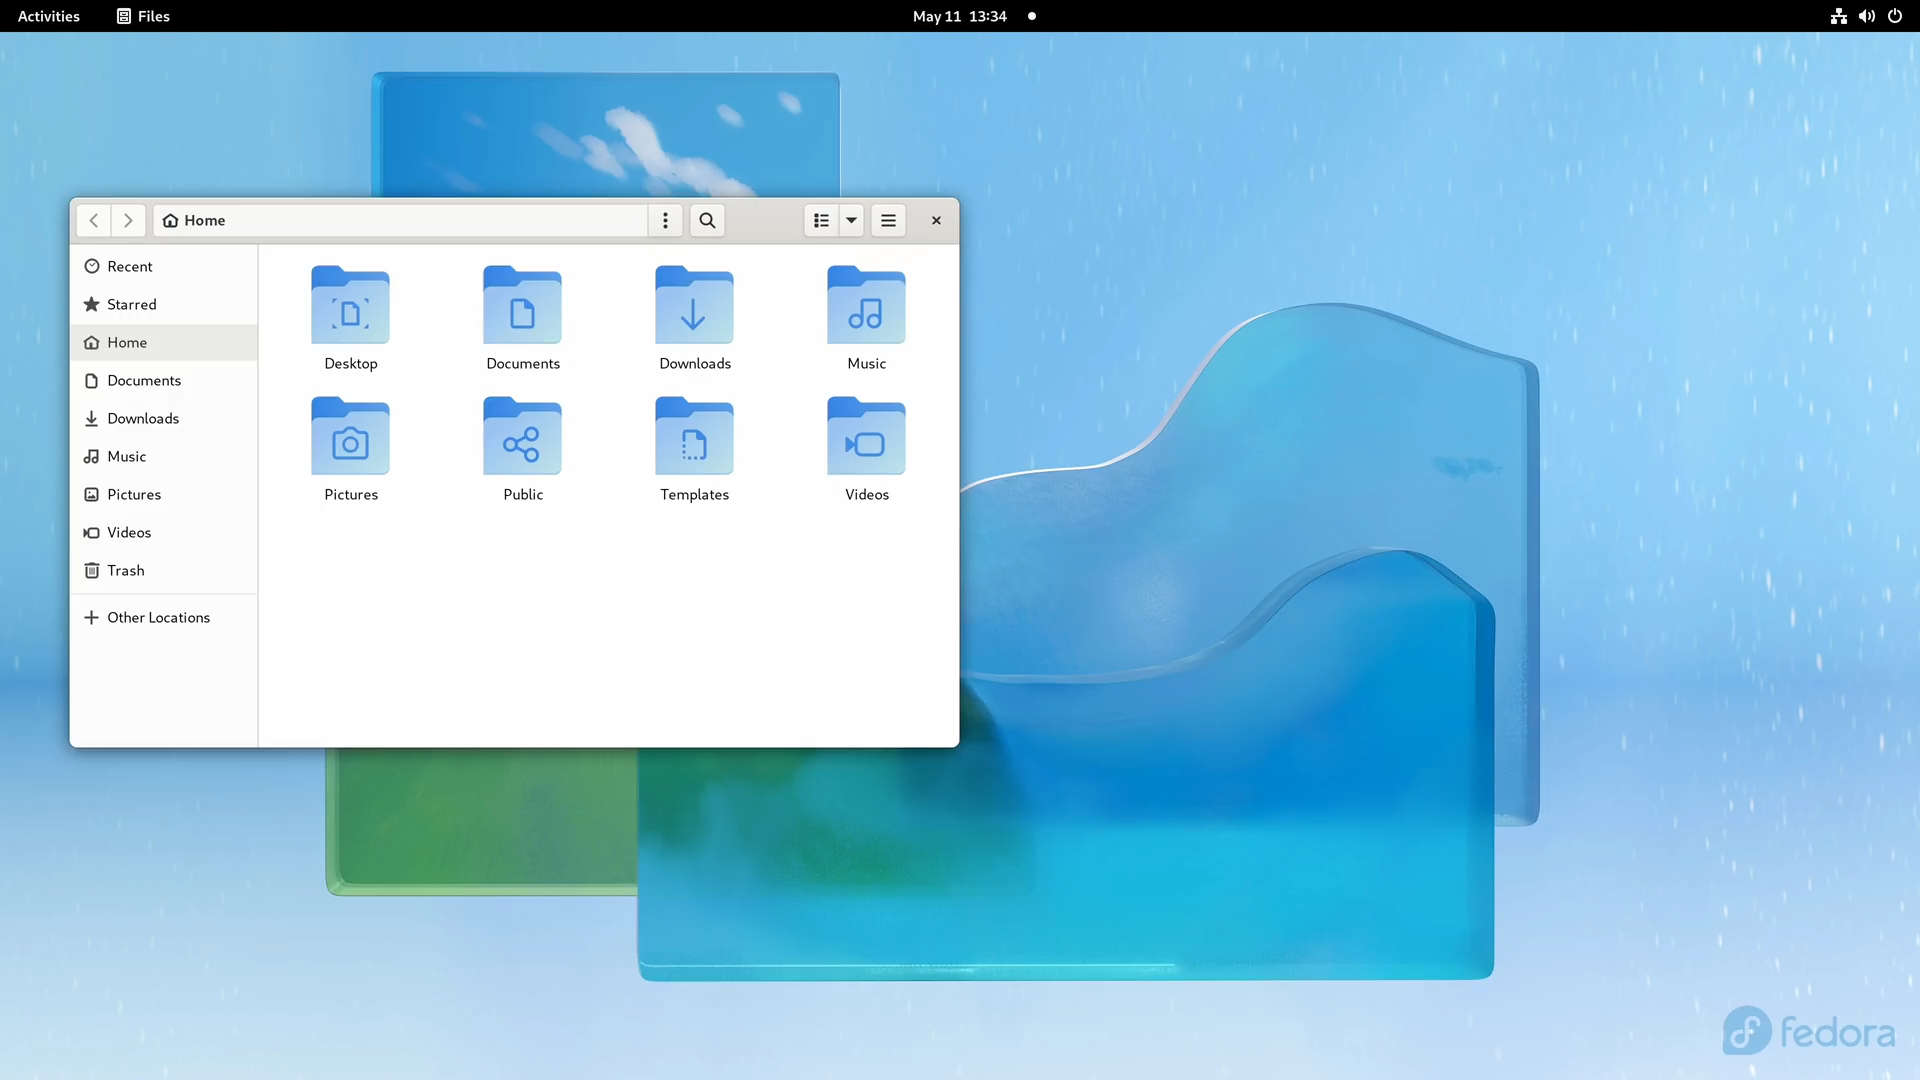 Activities Files May 11 13:34
Home
Recent
Starred
Home
Documents
Downloads
Music
Pictures
Videos
Trash
Other Locations
Desktop Documents Downloads Music
Pictures Public Templates Videos
fedora